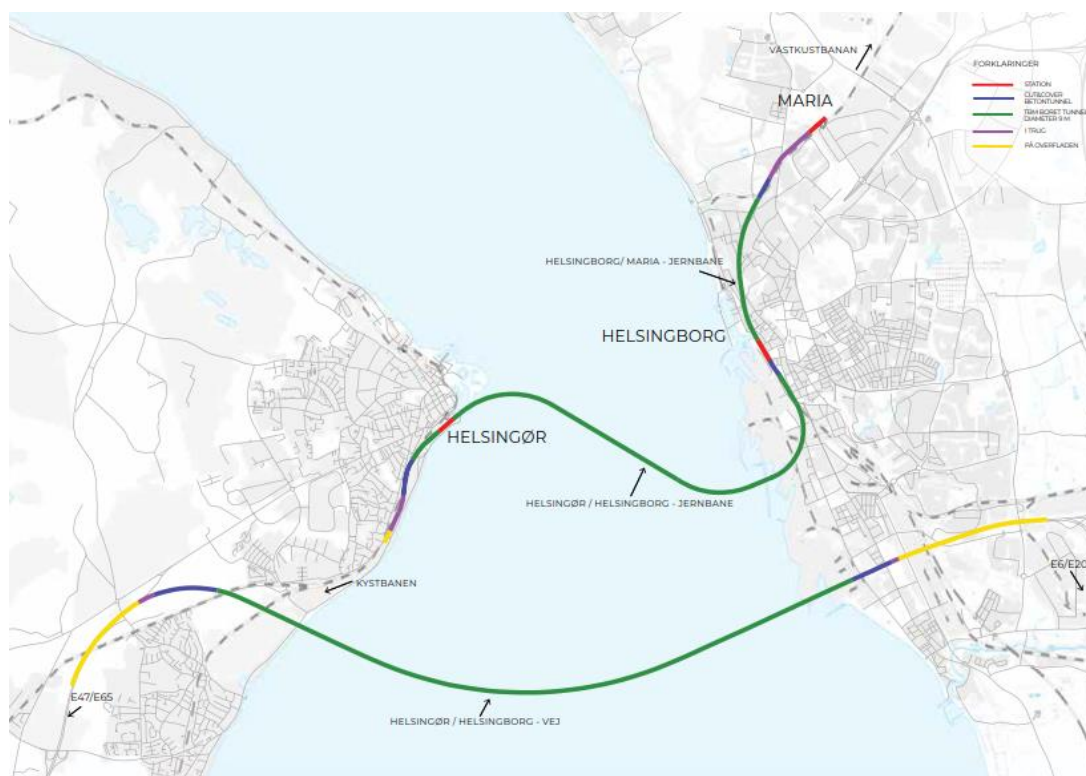 VÄSTKUSTBANAN
FORKLARINGER
STATION
CUT&COVER
BETONTUNNEL
TBM BORET TUNNEL
DIAMETER 9 M
I TRUG
PÅ OVERFLADEN
MARIA
HELSINGBORG/ MARIA - JERNBANE
HELSINGBORG
HELSINGØR
HELSINGØR / HELSINGBORG - JERNBANE
KYSTBANEN
E6/E20
E47/E65
HELSINGØR / HELSINGBORG - VEJ